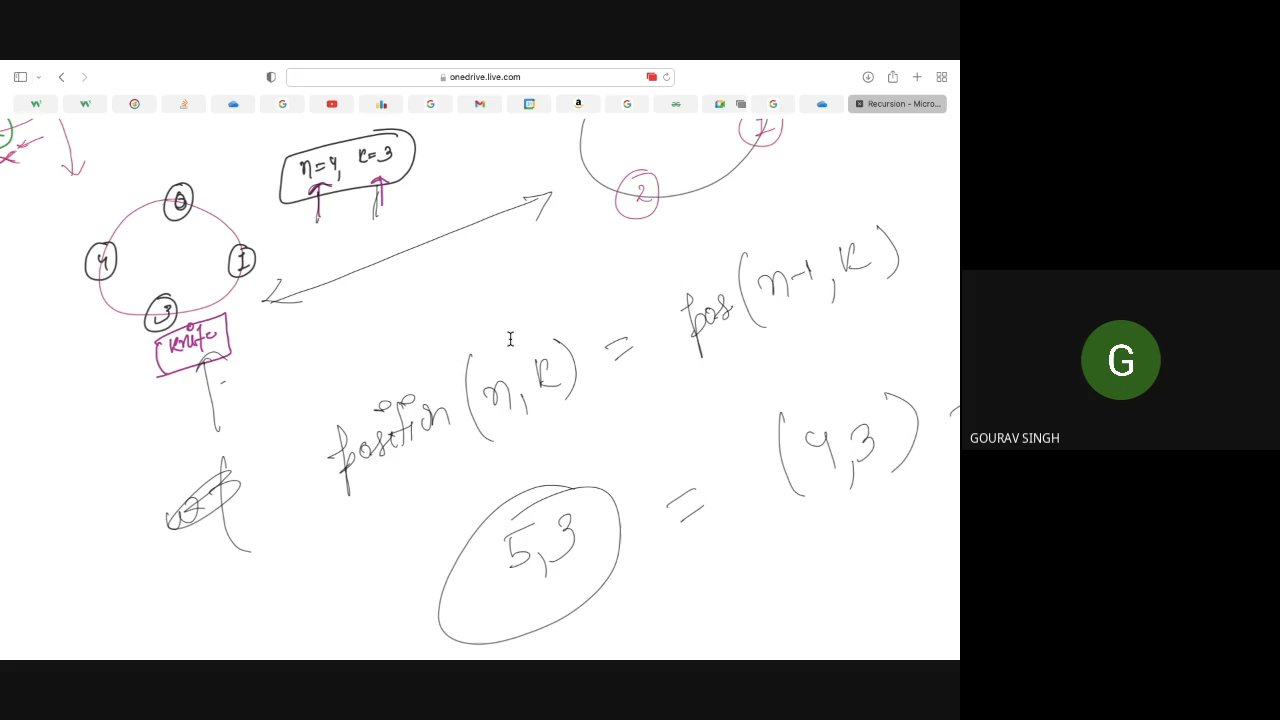 onedrive.live.com
Recursion - Micro...
n=4, k=3
0
4
1
3
knife
2
1
position (n, k) = pos(n-1, k)
5,3 = (4,3)
G
GOURAV SINGH